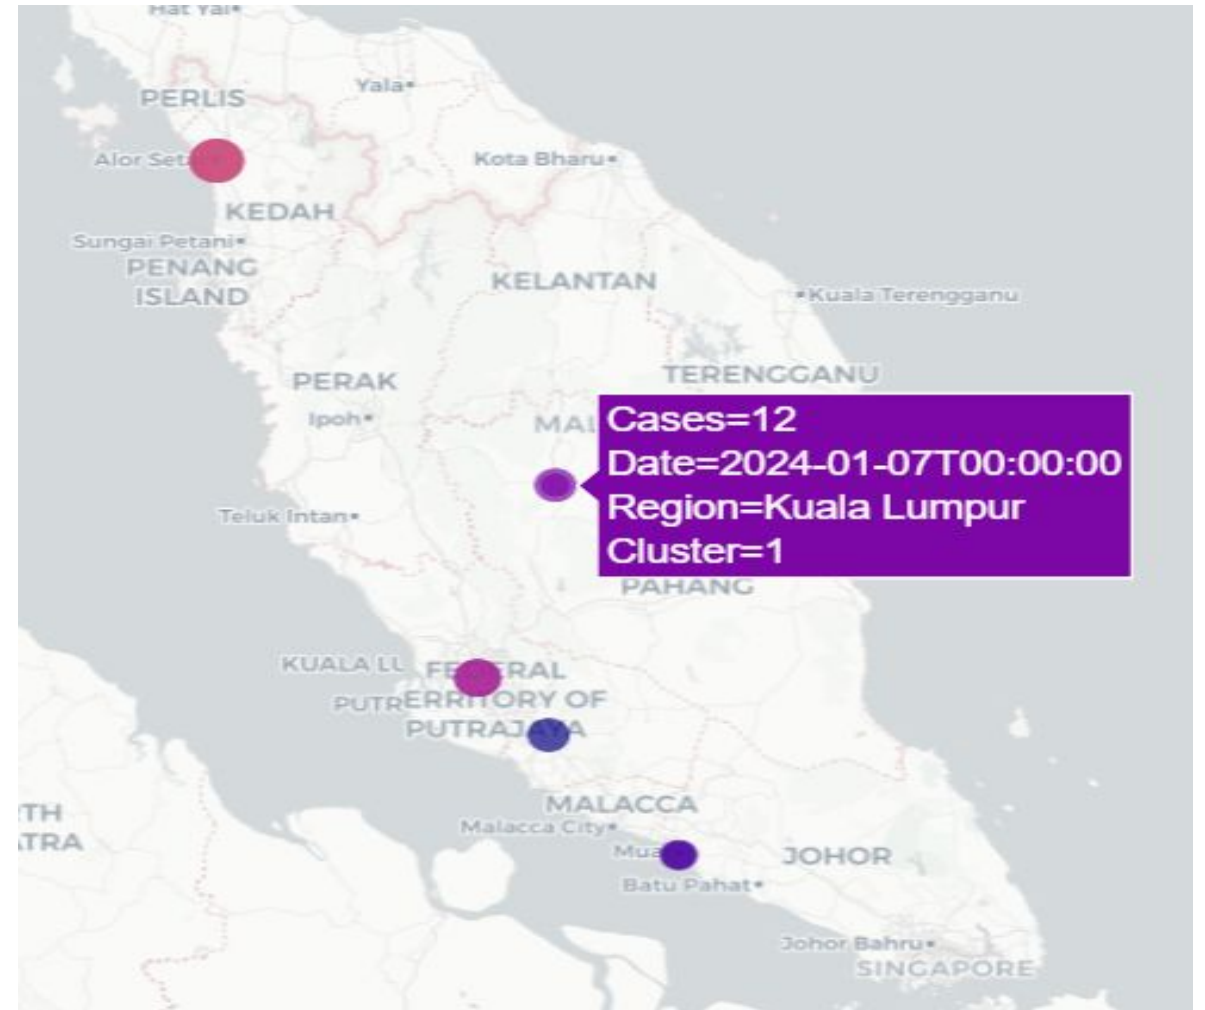 Hat Yai
Yala
PERLIS
Alor Set
Kota Bharu
KEDAH
Sungai Petani
PENANG
ISLAND
KELANTAN
Kuala Terengganu
PERAK
TERENGGANU
Ipoh
MAL
Cases=12
Date=2024-01-07T00:00:00
Region=Kuala Lumpur
Cluster=1
Teluk Intan
PAHANG
KUALA LU
FEDERAL
PUTR
ERRITORY OF
PUTRAJAYA
MALACCA
Malacca City
TH
TRA
Mua
JOHOR
Batu Pahat
Johor Bahru
SINGAPORE